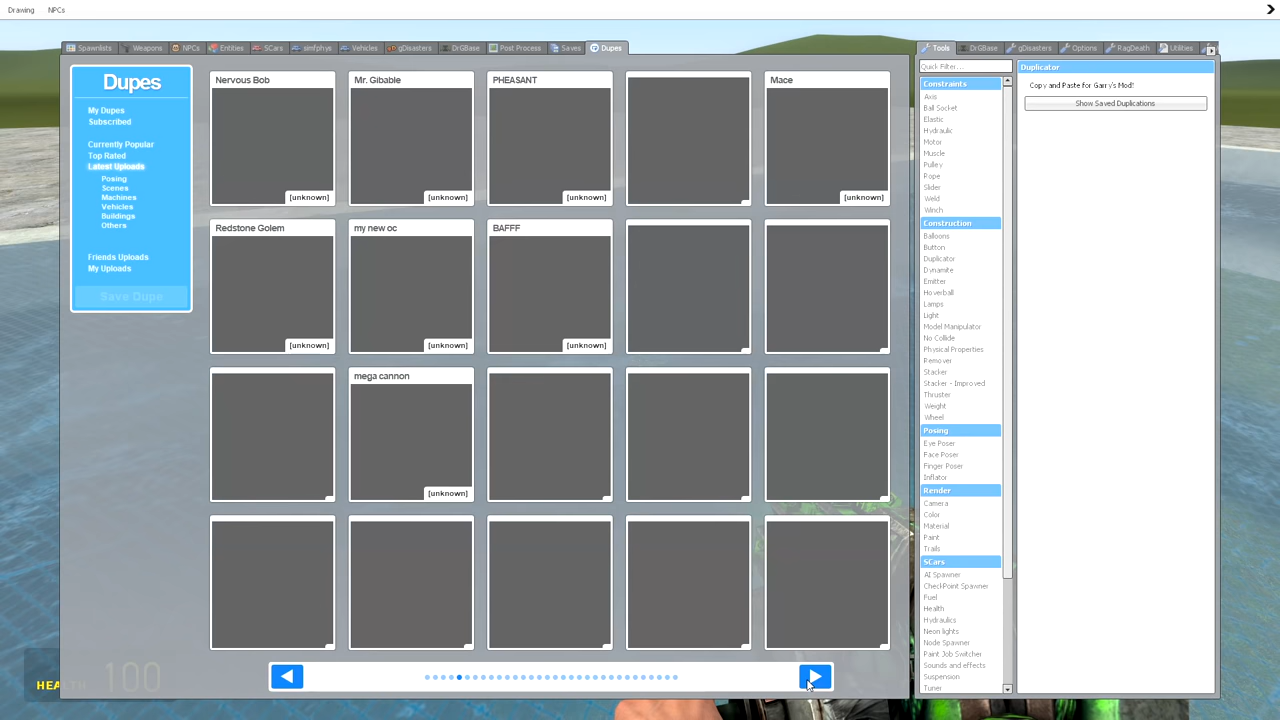 Drawing NPCs
Spawnlists Weapons NPCs Entities SCars simfphys Vehicles gDisasters DrGBase Post Process Saves Dupes
Tools DrGBase gDisasters Options RagDeath Utilities
Dupes
My Dupes
Subscribed
Currently Popular
Top Rated
Latest Uploads
Posing
Scenes
Machines
Vehicles
Buildings
Others
Friends Uploads
My Uploads
Save Dupe
Nervous Bob Mr. Gibable PHEASANT Mace
[unknown] [unknown] [unknown] [unknown]
Redstone Golem my new oc BAFFF
[unknown] [unknown] [unknown]
mega cannon
[unknown]
HEALTH 100
Quick Filter...
Constraints
Axis
Ball Socket
Elastic
Hydraulic
Motor
Muscle
Pulley
Rope
Slider
Weld
Winch
Construction
Balloons
Button
Duplicator
Dynamite
Emitter
Hoverball
Lamps
Light
Model Manipulator
No Collide
Physical Properties
Remover
Stacker
Stacker - Improved
Thruster
Weight
Wheel
Posing
Eye Poser
Face Poser
Finger Poser
Inflator
Render
Camera
Color
Material
Paint
Trails
SCars
AI Spawner
CheckPoint Spawner
Fuel
Health
Hydraulics
Neon lights
Node Spawner
Paint Job Switcher
Sounds and effects
Suspension
Tuner
Duplicator
Copy and Paste for Garry's Mod!
Show Saved Duplications